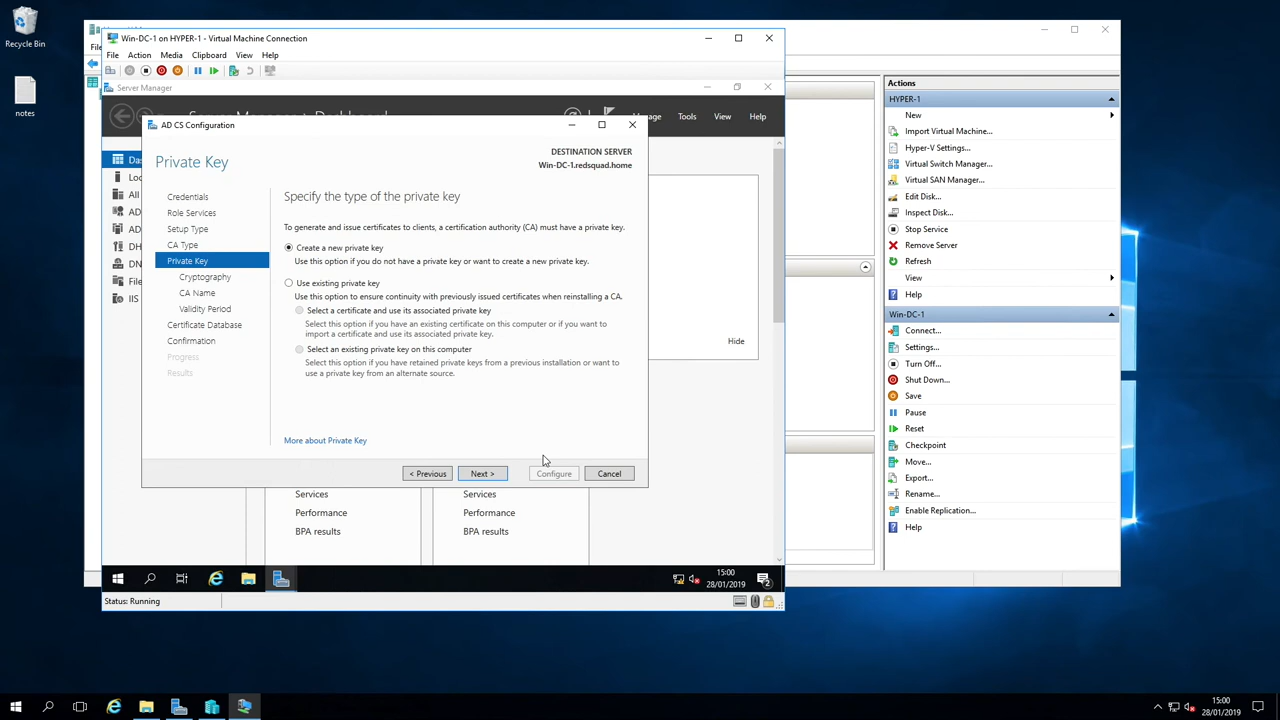 Recycle Bin
notes
Win-DC-1 on HYPER-1 - Virtual Machine Connection
File Action Media Clipboard View Help
Server Manager
Manage Tools View Help
AD CS Configuration
Private Key
DESTINATION SERVER
Win-DC-1.redsquad.home
Credentials
Role Services
Setup Type
CA Type
Private Key
Cryptography
CA Name
Validity Period
Certificate Database
Confirmation
Progress
Results
Specify the type of the private key
To generate and issue certificates to clients, a certification authority (CA) must have a private key.
Create a new private key
Use this option if you do not have a private key or want to create a new private key.
Use existing private key
Use this option to ensure continuity with previously issued certificates when reinstalling a CA.
Select a certificate and use its associated private key
Select this option if you have an existing certificate on this computer or if you want to
import a certificate and use its associated private key.
Select an existing private key on this computer
Select this option if you have retained private keys from a previous installation or want to
use a private key from an alternate source.
More about Private Key
< Previous Next > Configure Cancel
Hide
Services
Performance
BPA results
Services
Performance
BPA results
15:00
28/01/2019
2
Status: Running
Actions
HYPER-1
New
Import Virtual Machine...
Hyper-V Settings...
Virtual Switch Manager...
Virtual SAN Manager...
Edit Disk...
Inspect Disk...
Stop Service
Remove Server
Refresh
View
Help
Win-DC-1
Connect...
Settings...
Turn Off...
Shut Down...
Save
Pause
Reset
Checkpoint
Move...
Export...
Rename...
Enable Replication...
Help
15:00
28/01/2019